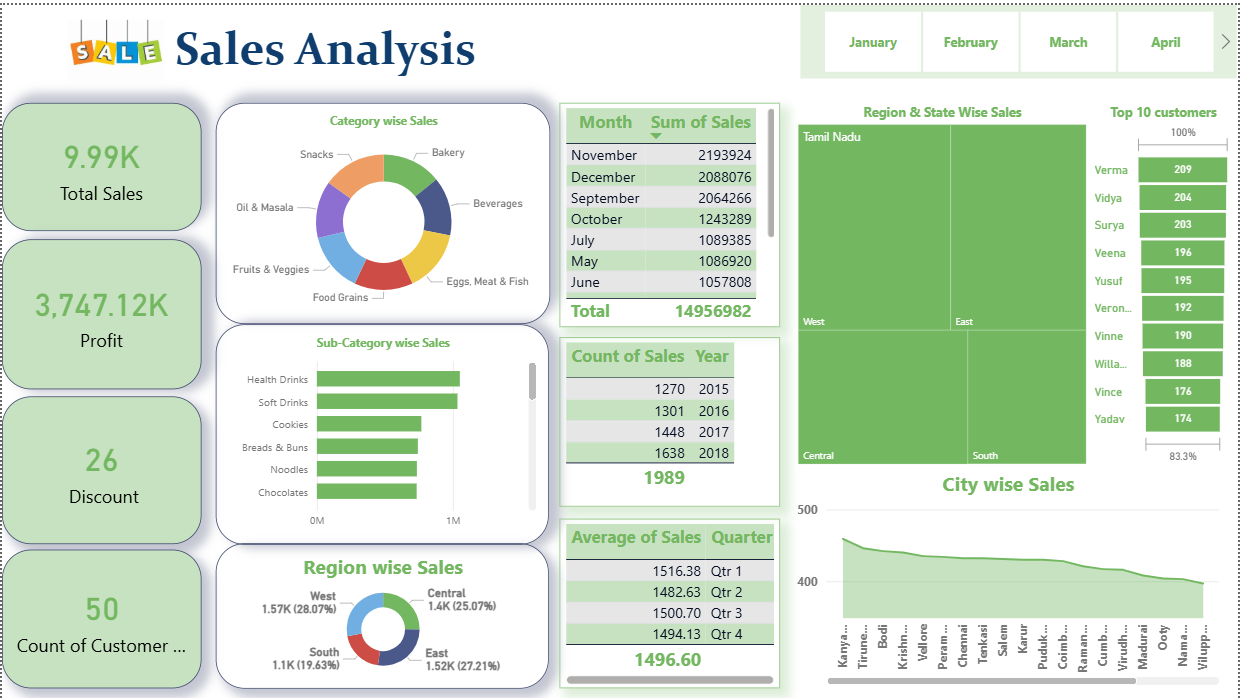 SALE
Sales Analysis
January
February
March
April
9.99K
Total Sales
3,747.12K
Profit
26
Discount
50
Count of Customer ...
Category wise Sales
Snacks
Bakery
Oil & Masala
Beverages
Fruits & Veggies
Eggs, Meat & Fish
Food Grains
Sub-Category wise Sales
Health Drinks
Soft Drinks
Cookies
Breads & Buns
Noodles
Chocolates
0M 1M
Region wise Sales
West
1.57K (28.07%)
Central
1.4K (25.07%)
South
1.1K (19.63%)
East
1.52K (27.21%)
Month Sum of Sales
November 2193924
December 2088076
September 2064266
October 1243289
July 1089385
May 1086920
June 1057808
Total 14956982
Count of Sales Year
1270 2015
1301 2016
1448 2017
1638 2018
1989
Average of Sales Quarter
1516.38 Qtr 1
1482.63 Qtr 2
1500.70 Qtr 3
1494.13 Qtr 4
1496.60
Region & State Wise Sales
Tamil Nadu
West
East
Central
South
Top 10 customers
100%
Verma 209
Vidya 204
Surya 203
Veena 196
Yusuf 195
Veron... 192
Vinne 190
Willa... 188
Vince 176
Yadav 174
83.3%
City wise Sales
500
400
Kanya...
Tirune...
Bodi
Krishn...
Vellore
Peram...
Chennai
Tenkasi
Salem
Karur
Puduk...
Coimb...
Raman...
Cumb...
Virudh...
Madurai
Ooty
Nama...
Vilupp...